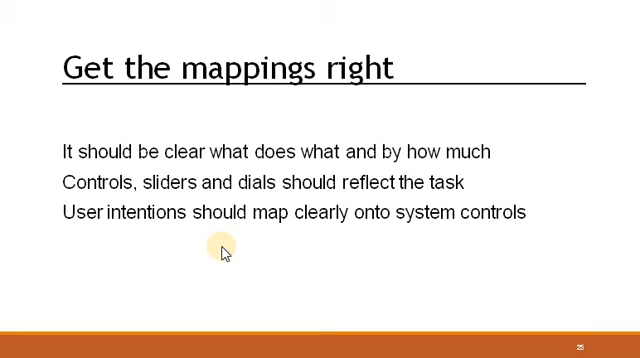 Get the mappings right
It should be clear what does what and by how much
Controls, sliders and dials should reflect the task
User intentions should map clearly onto system controls
25